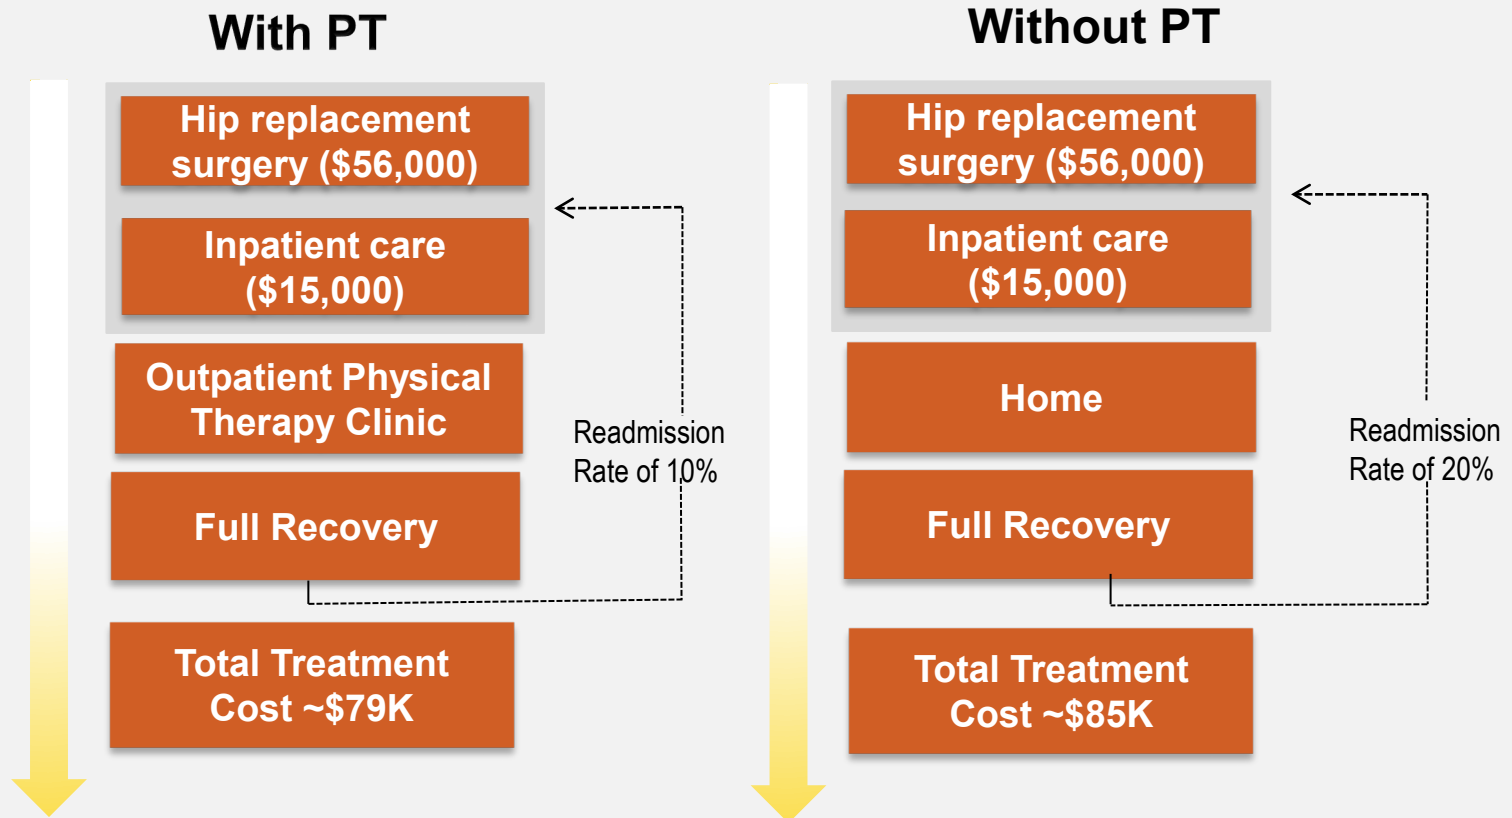 With PT
Hip replacement
surgery ($56,000)
Inpatient care
($15,000)
Outpatient Physical
Therapy Clinic
Full Recovery
Readmission
Rate of 10%
Total Treatment
Cost ~$79K
Without PT
Hip replacement
surgery ($56,000)
Inpatient care
($15,000)
Home
Full Recovery
Readmission
Rate of 20%
Total Treatment
Cost ~$85K